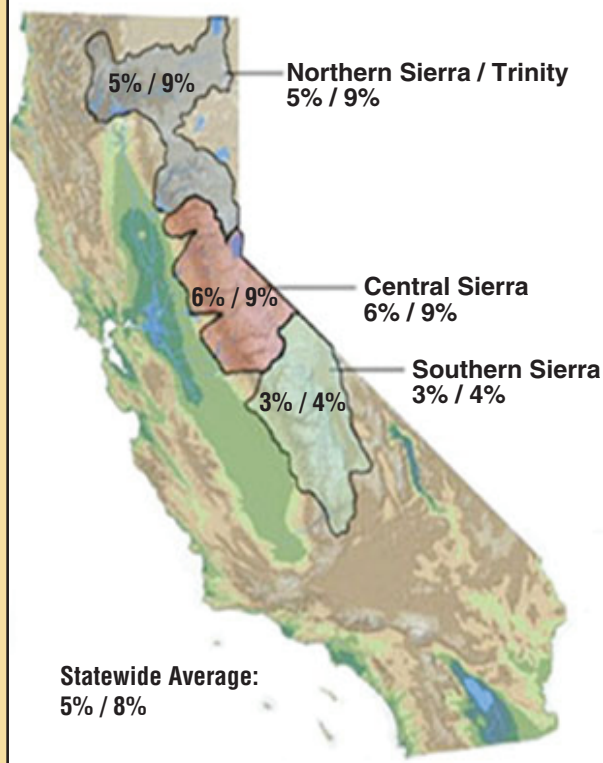 5% / 9%
Northern Sierra / Trinity
5% / 9%
6% / 9%
Central Sierra
6% / 9%
3% / 4%
Southern Sierra
3% / 4%
Statewide Average:
5% / 8%